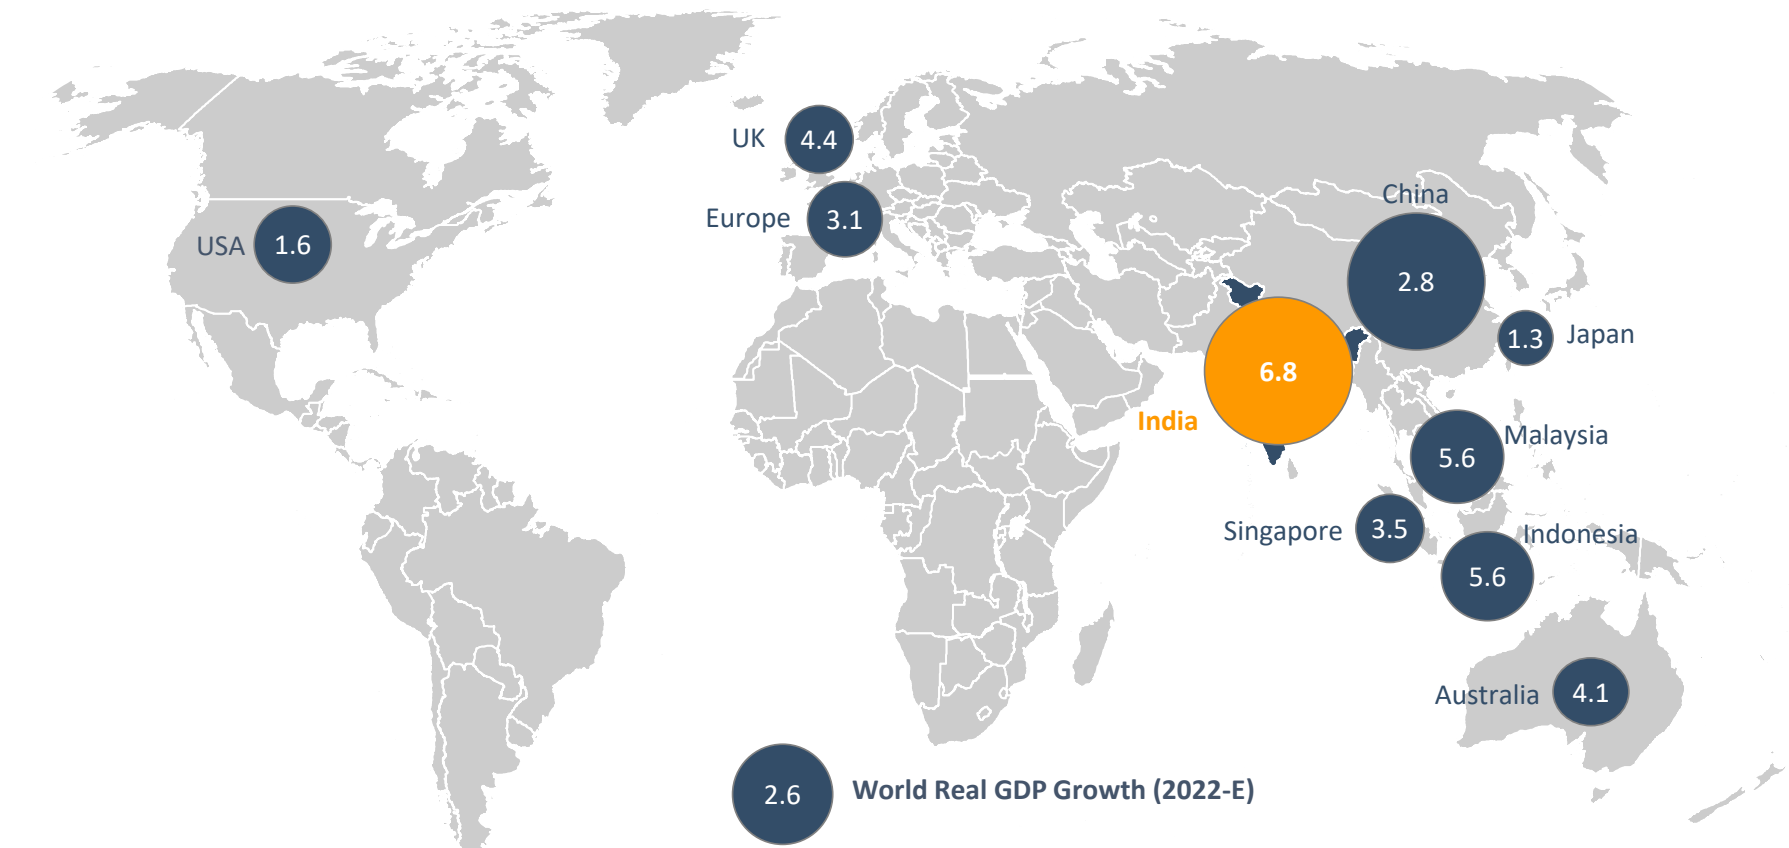 UK 4.4
China
Europe 3.1
USA 1.6
2.8
1.3 Japan
6.8
India
Malaysia
5.6
Singapore 3.5
Indonesia
5.6
Australia 4.1
2.6 World Real GDP Growth (2022-E)